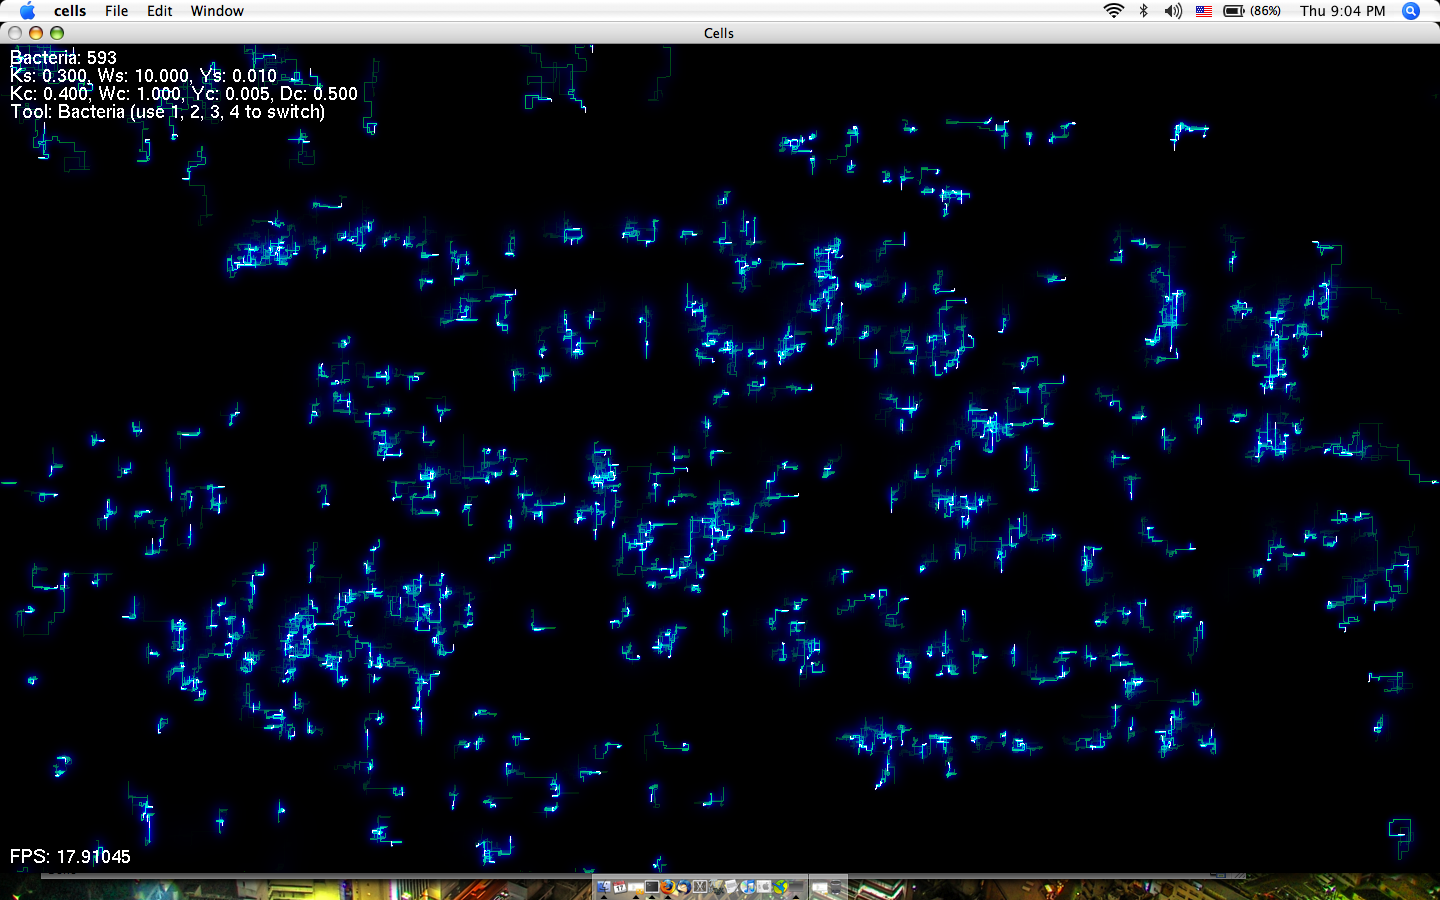 cells File Edit Window (86%) Thu 9:04 PM
Cells
Bacteria: 593
Ks: 0.300, Ws: 10.000, Ys: 0.010
Kc: 0.400, Wc: 1.000, Yc: 0.005, Dc: 0.500
Tool: Bacteria (use 1, 2, 3, 4 to switch)
FPS: 17.91045
17